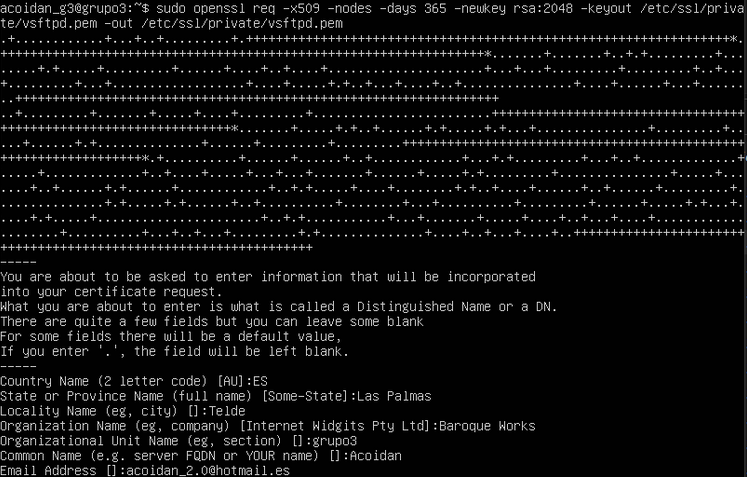 acoidan_g3@grupo3:~$ sudo openssl req -x509 -nodes -days 365 -newkey rsa:2048 -keyout /etc/ssl/priva
te/vsftpd.pem -out /etc/ssl/private/vsftpd.pem
-----
You are about to be asked to enter information that will be incorporated
into your certificate request.
What you are about to enter is what is called a Distinguished Name or a DN.
There are quite a few fields but you can leave some blank
For some fields there will be a default value,
If you enter '.', the field will be left blank.
-----
Country Name (2 letter code) [AU]:ES
State or Province Name (full name) [Some-State]:Las Palmas
Locality Name (eg, city) []:Telde
Organization Name (eg, company) [Internet Widgits Pty Ltd]:Baroque Works
Organizational Unit Name (eg, section) []:grupo3
Common Name (e.g. server FQDN or YOUR name) []:Acoidan
Email Address []:acoidan_2.0@hotmail.es